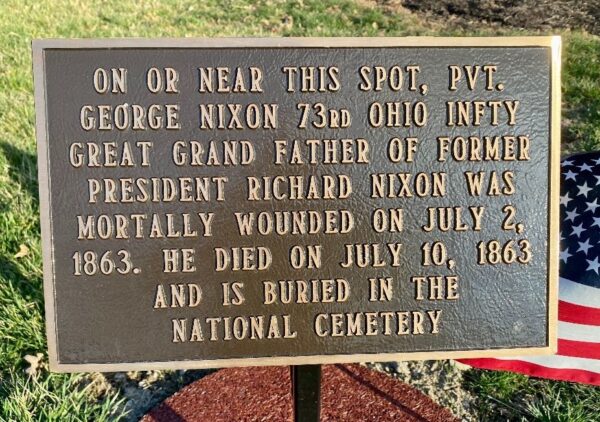 ON OR NEAR THIS SPOT, PVT.
GEORGE NIXON 73RD OHIO INFTY
GREAT GRAND FATHER OF FORMER
PRESIDENT RICHARD NIXON WAS
MORTALLY WOUNDED ON JULY 2,
1863. HE DIED ON JULY 10, 1863
AND IS BURIED IN THE
NATIONAL CEMETERY